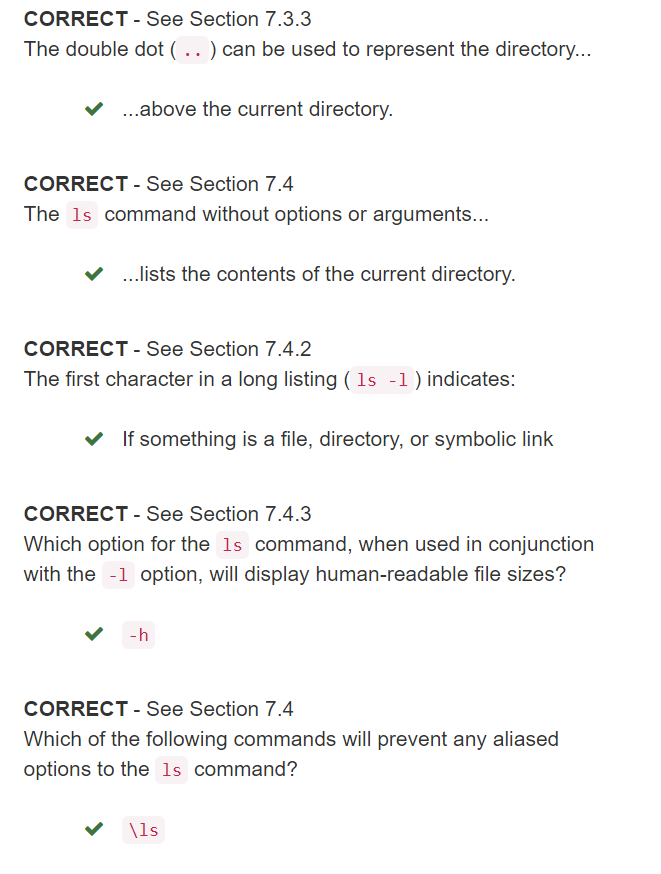 CORRECT - See Section 7.3.3
The double dot ( .. ) can be used to represent the directory...
...above the current directory.
CORRECT - See Section 7.4
The ls command without options or arguments...
...lists the contents of the current directory.
CORRECT - See Section 7.4.2
The first character in a long listing ( ls -l ) indicates:
If something is a file, directory, or symbolic link
CORRECT - See Section 7.4.3
Which option for the ls command, when used in conjunction
with the -l option, will display human-readable file sizes?
-h
CORRECT - See Section 7.4
Which of the following commands will prevent any aliased
options to the ls command?
\ls